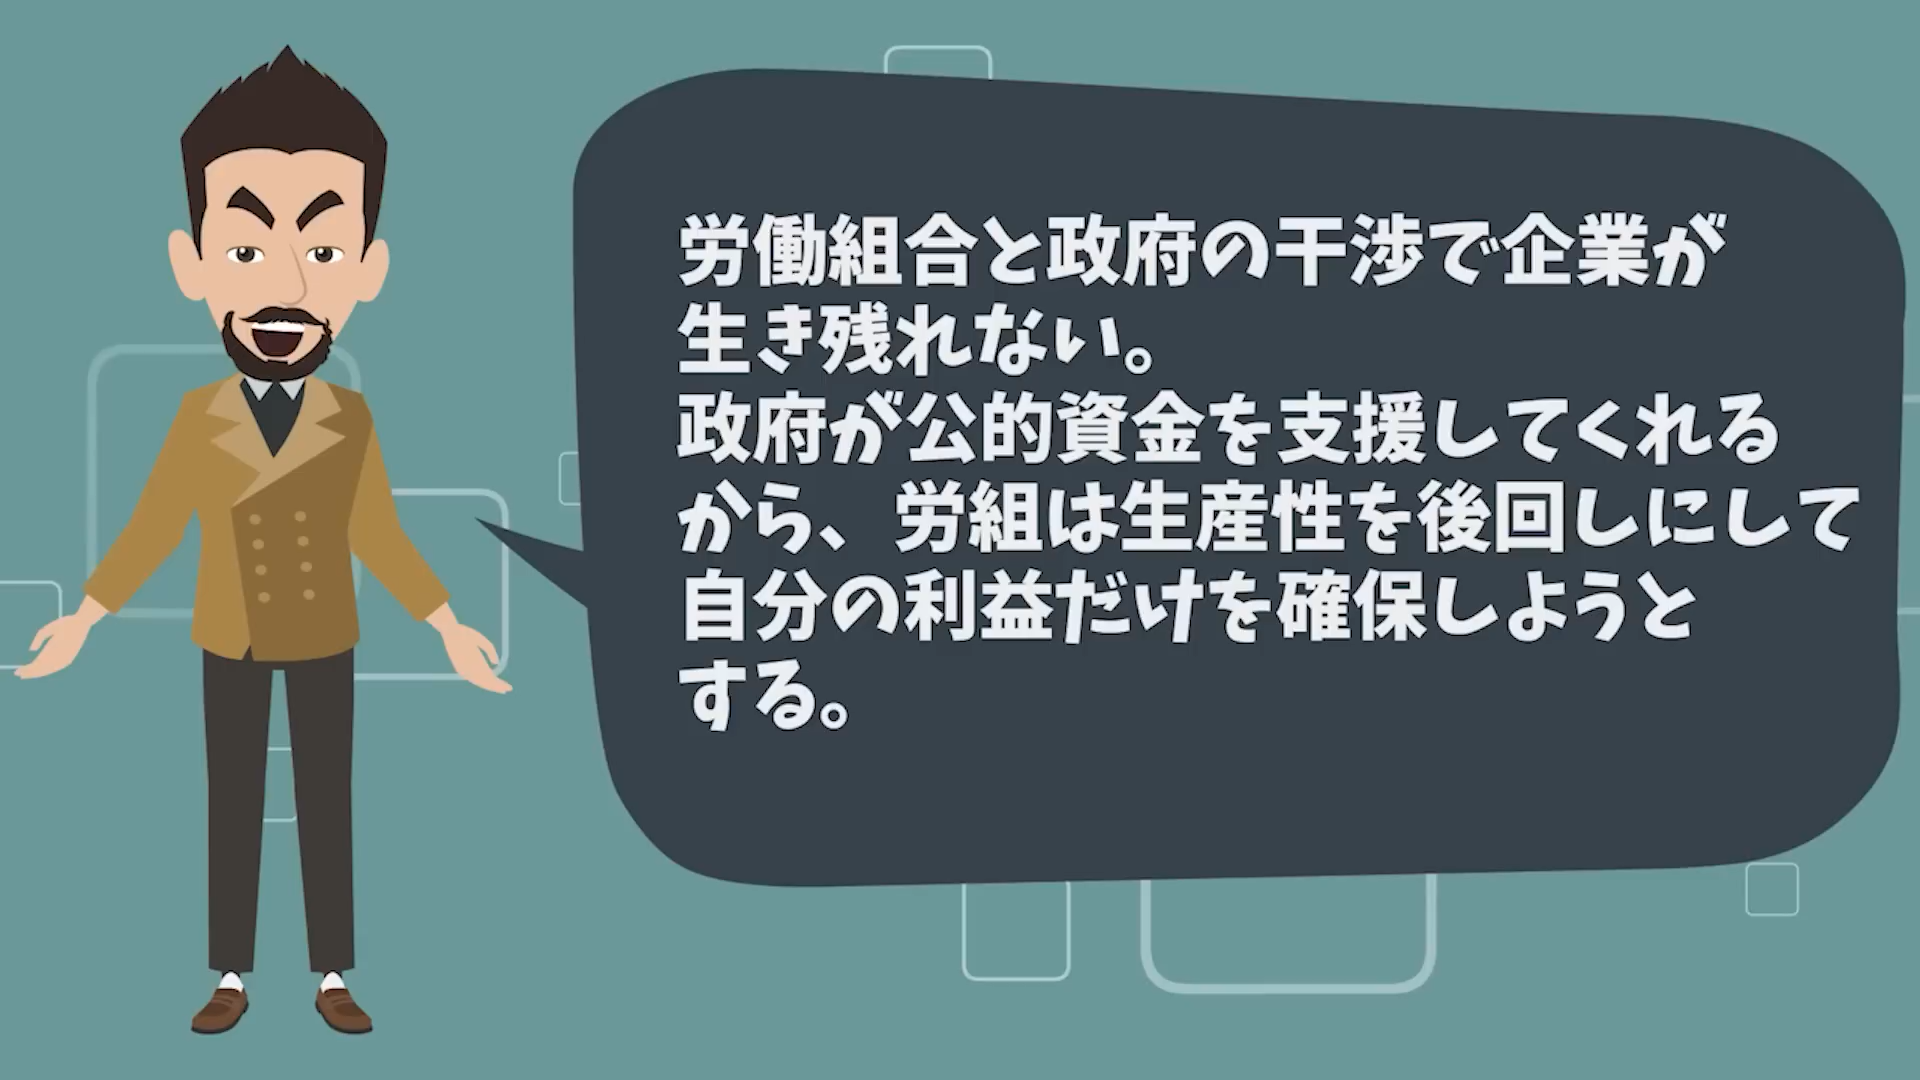 労働組合と政府の干渉で企業が
生き残れない。
政府が公的資金を支援してくれる
から、労組は生産性を後回しにして
自分の利益だけを確保しようと
する。